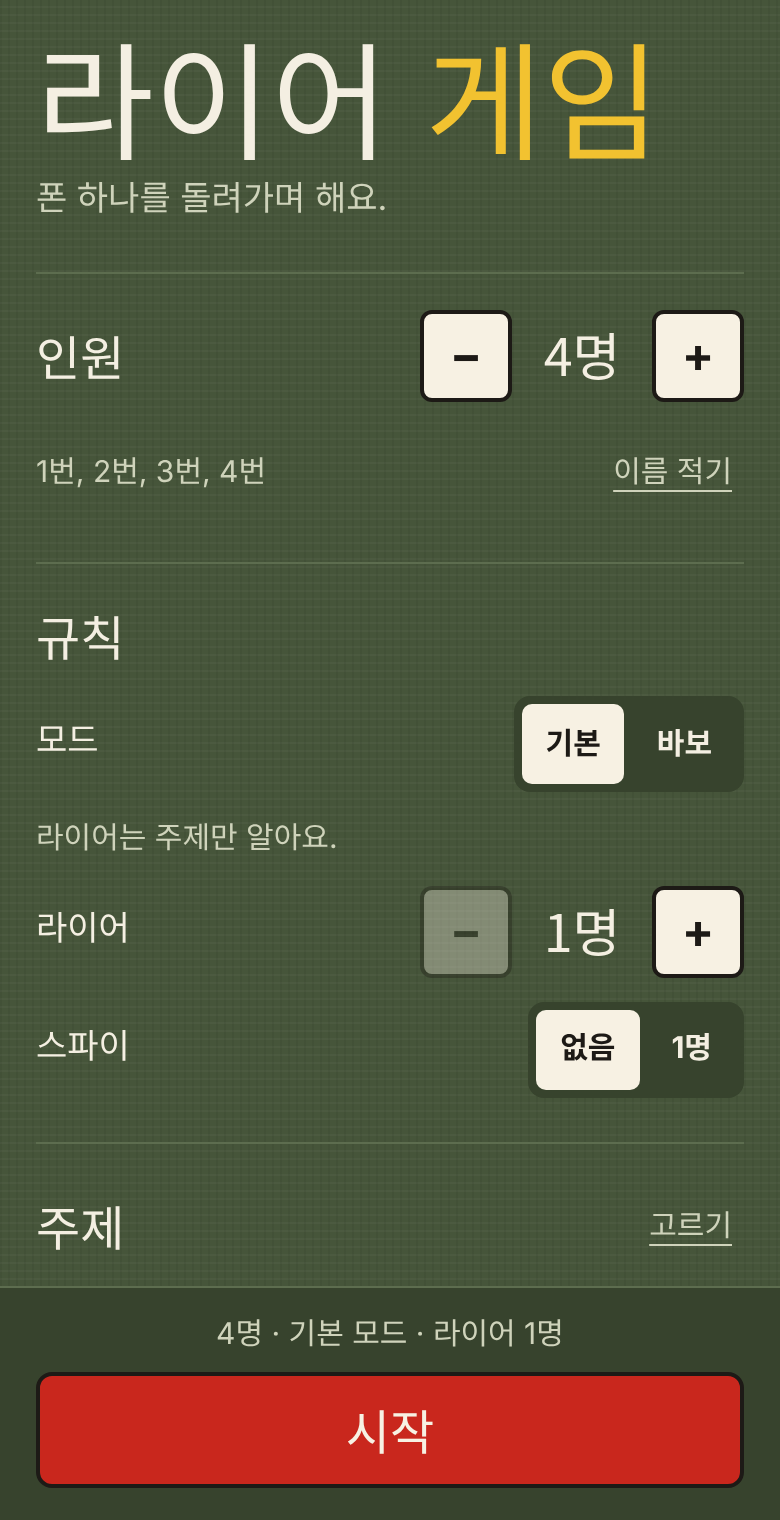 라이어 게임
폰 하나를 돌려가며 해요.
인원 − 4명 +
1번, 2번, 3번, 4번 이름 적기
규칙
모드 기본 바보
라이어는 주제만 알아요.
라이어 − 1명 +
스파이 없음 1명
주제 고르기
4명 · 기본 모드 · 라이어 1명
시작